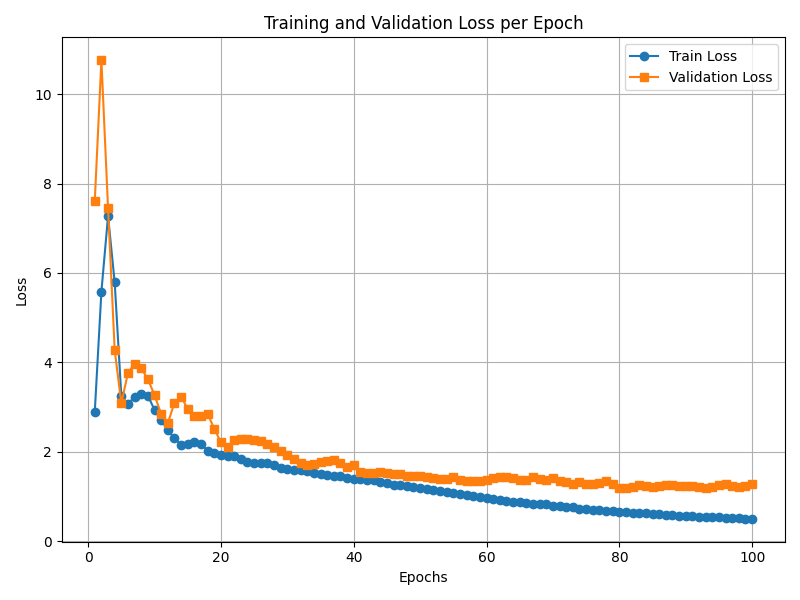 Training and Validation Loss per Epoch
Train Loss
Validation Loss
10
8
6
4
2
0
Loss
0 20 40 60 80 100
Epochs